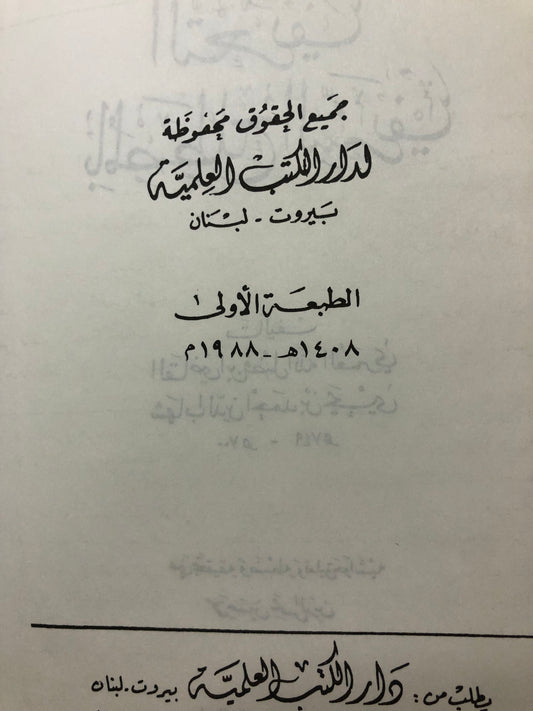 جميع الحقوق محفوظة
لدار الكتب العلمية
بيروت - لبنان
الطبعة الأولى
١٤٠٨هـ - ١٩٨٨م
يطلب من: دار الكتب العلمية بيروت - لبنان